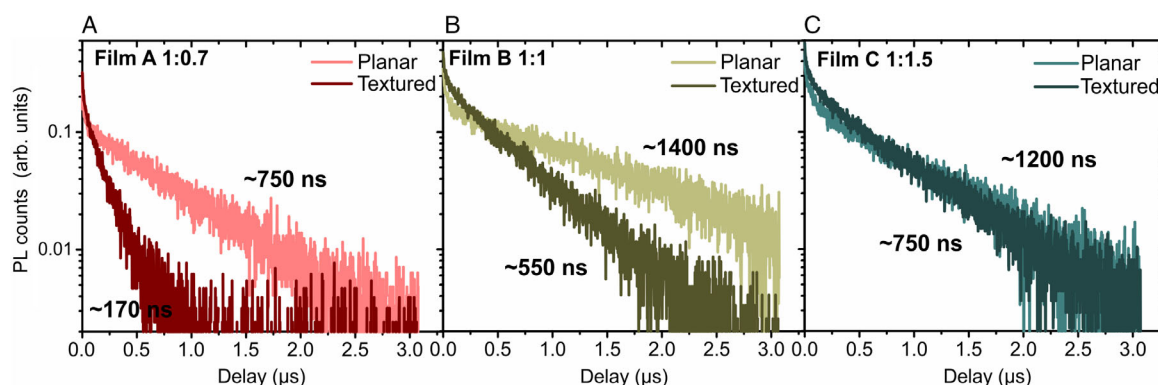 A
Film A 1:0.7
Planar
Textured
~750 ns
~170 ns
PL counts (arb. units)
0.1
0.01
0.0 0.5 1.0 1.5 2.0 2.5 3.0
Delay (µs)
B
Film B 1:1
Planar
Textured
~1400 ns
~550 ns
0.0 0.5 1.0 1.5 2.0 2.5 3.0
Delay (µs)
C
Film C 1:1.5
Planar
Textured
~1200 ns
~750 ns
0.0 0.5 1.0 1.5 2.0 2.5 3.0
Delay (µs)